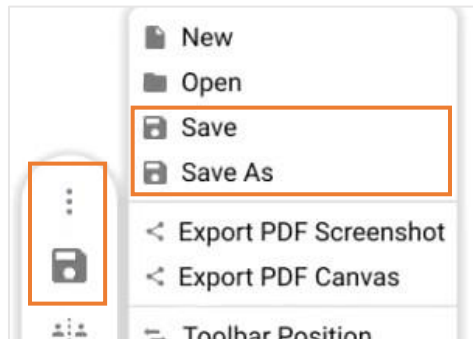 New
Open
Save
Save As
Export PDF Screenshot
Export PDF Canvas
Toolbar Position